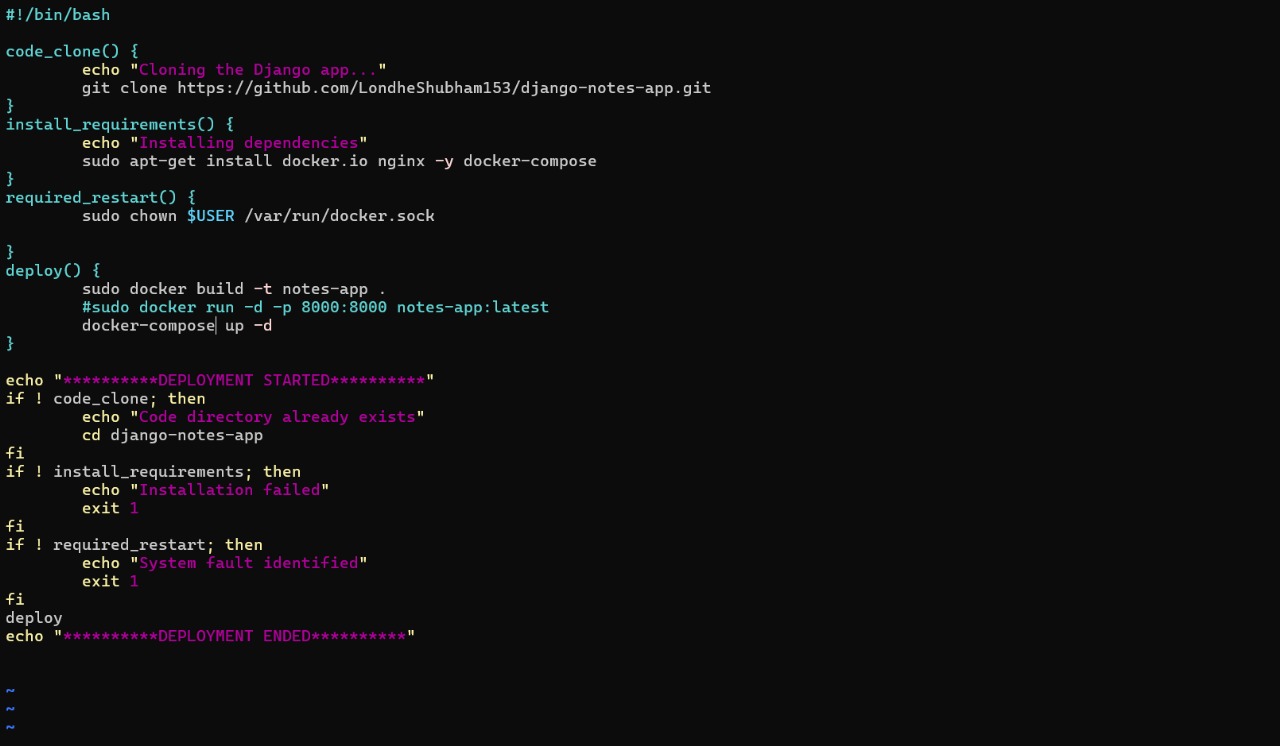 #!/bin/bash

code_clone() {
        echo "Cloning the Django app..."
        git clone https://github.com/LondheShubham153/django-notes-app.git
}
install_requirements() {
        echo "Installing dependencies"
        sudo apt-get install docker.io nginx -y docker-compose
}
required_restart() {
        sudo chown $USER /var/run/docker.sock

}
deploy() {
        sudo docker build -t notes-app .
        #sudo docker run -d -p 8000:8000 notes-app:latest
        docker-compose up -d
}

echo "**********DEPLOYMENT STARTED**********"
if ! code_clone; then
        echo "Code directory already exists"
        cd django-notes-app
fi
if ! install_requirements; then
        echo "Installation failed"
        exit 1
fi
if ! required_restart; then
        echo "System fault identified"
        exit 1
fi
deploy
echo "**********DEPLOYMENT ENDED**********"


~
~
~